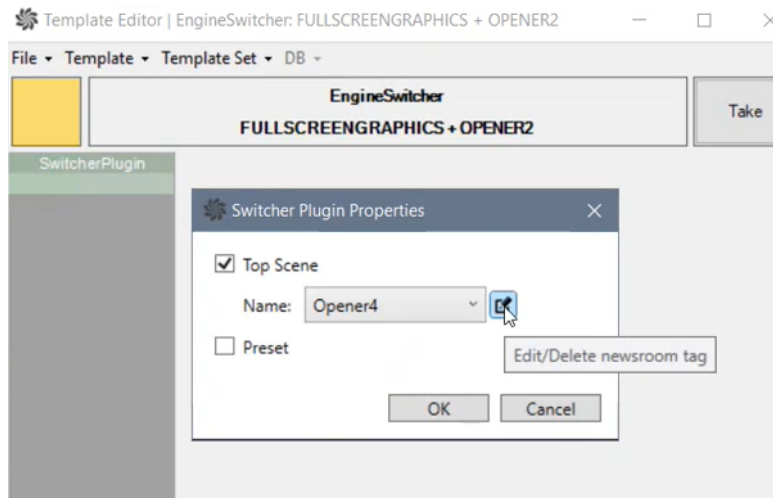 Template Editor | EngineSwitcher: FULLSCREENGRAPHICS + OPENER2
File Template Template Set DB
EngineSwitcher
FULLSCREENGRAPHICS + OPENER2
Take
SwitcherPlugin
Switcher Plugin Properties
Top Scene
Name: Opener4
Preset
Edit/Delete newsroom tag
OK Cancel